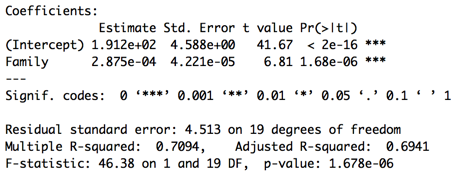 Coefficients:
Estimate Std. Error t value Pr(>|t|)
(Intercept) 1.912e+02 4.588e+00 41.67 < 2e-16 ***
Family 2.875e-04 4.221e-05 6.81 1.68e-06 ***
---
Signif. codes: 0 ‘***’ 0.001 ‘**’ 0.01 ‘*’ 0.05 ‘.’ 0.1 ‘ ’ 1
Residual standard error: 4.513 on 19 degrees of freedom
Multiple R-squared: 0.7094, Adjusted R-squared: 0.6941
F-statistic: 46.38 on 1 and 19 DF, p-value: 1.678e-06